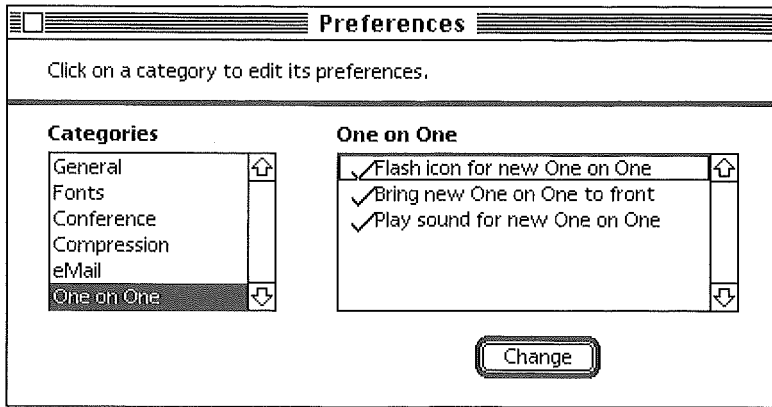 Preferences
Click on a category to edit its preferences.
Categories
General
Fonts
Conference
Compression
eMail
One on One
One on One
Flash icon for new One on One
Bring new One on One to front
Play sound for new One on One
Change